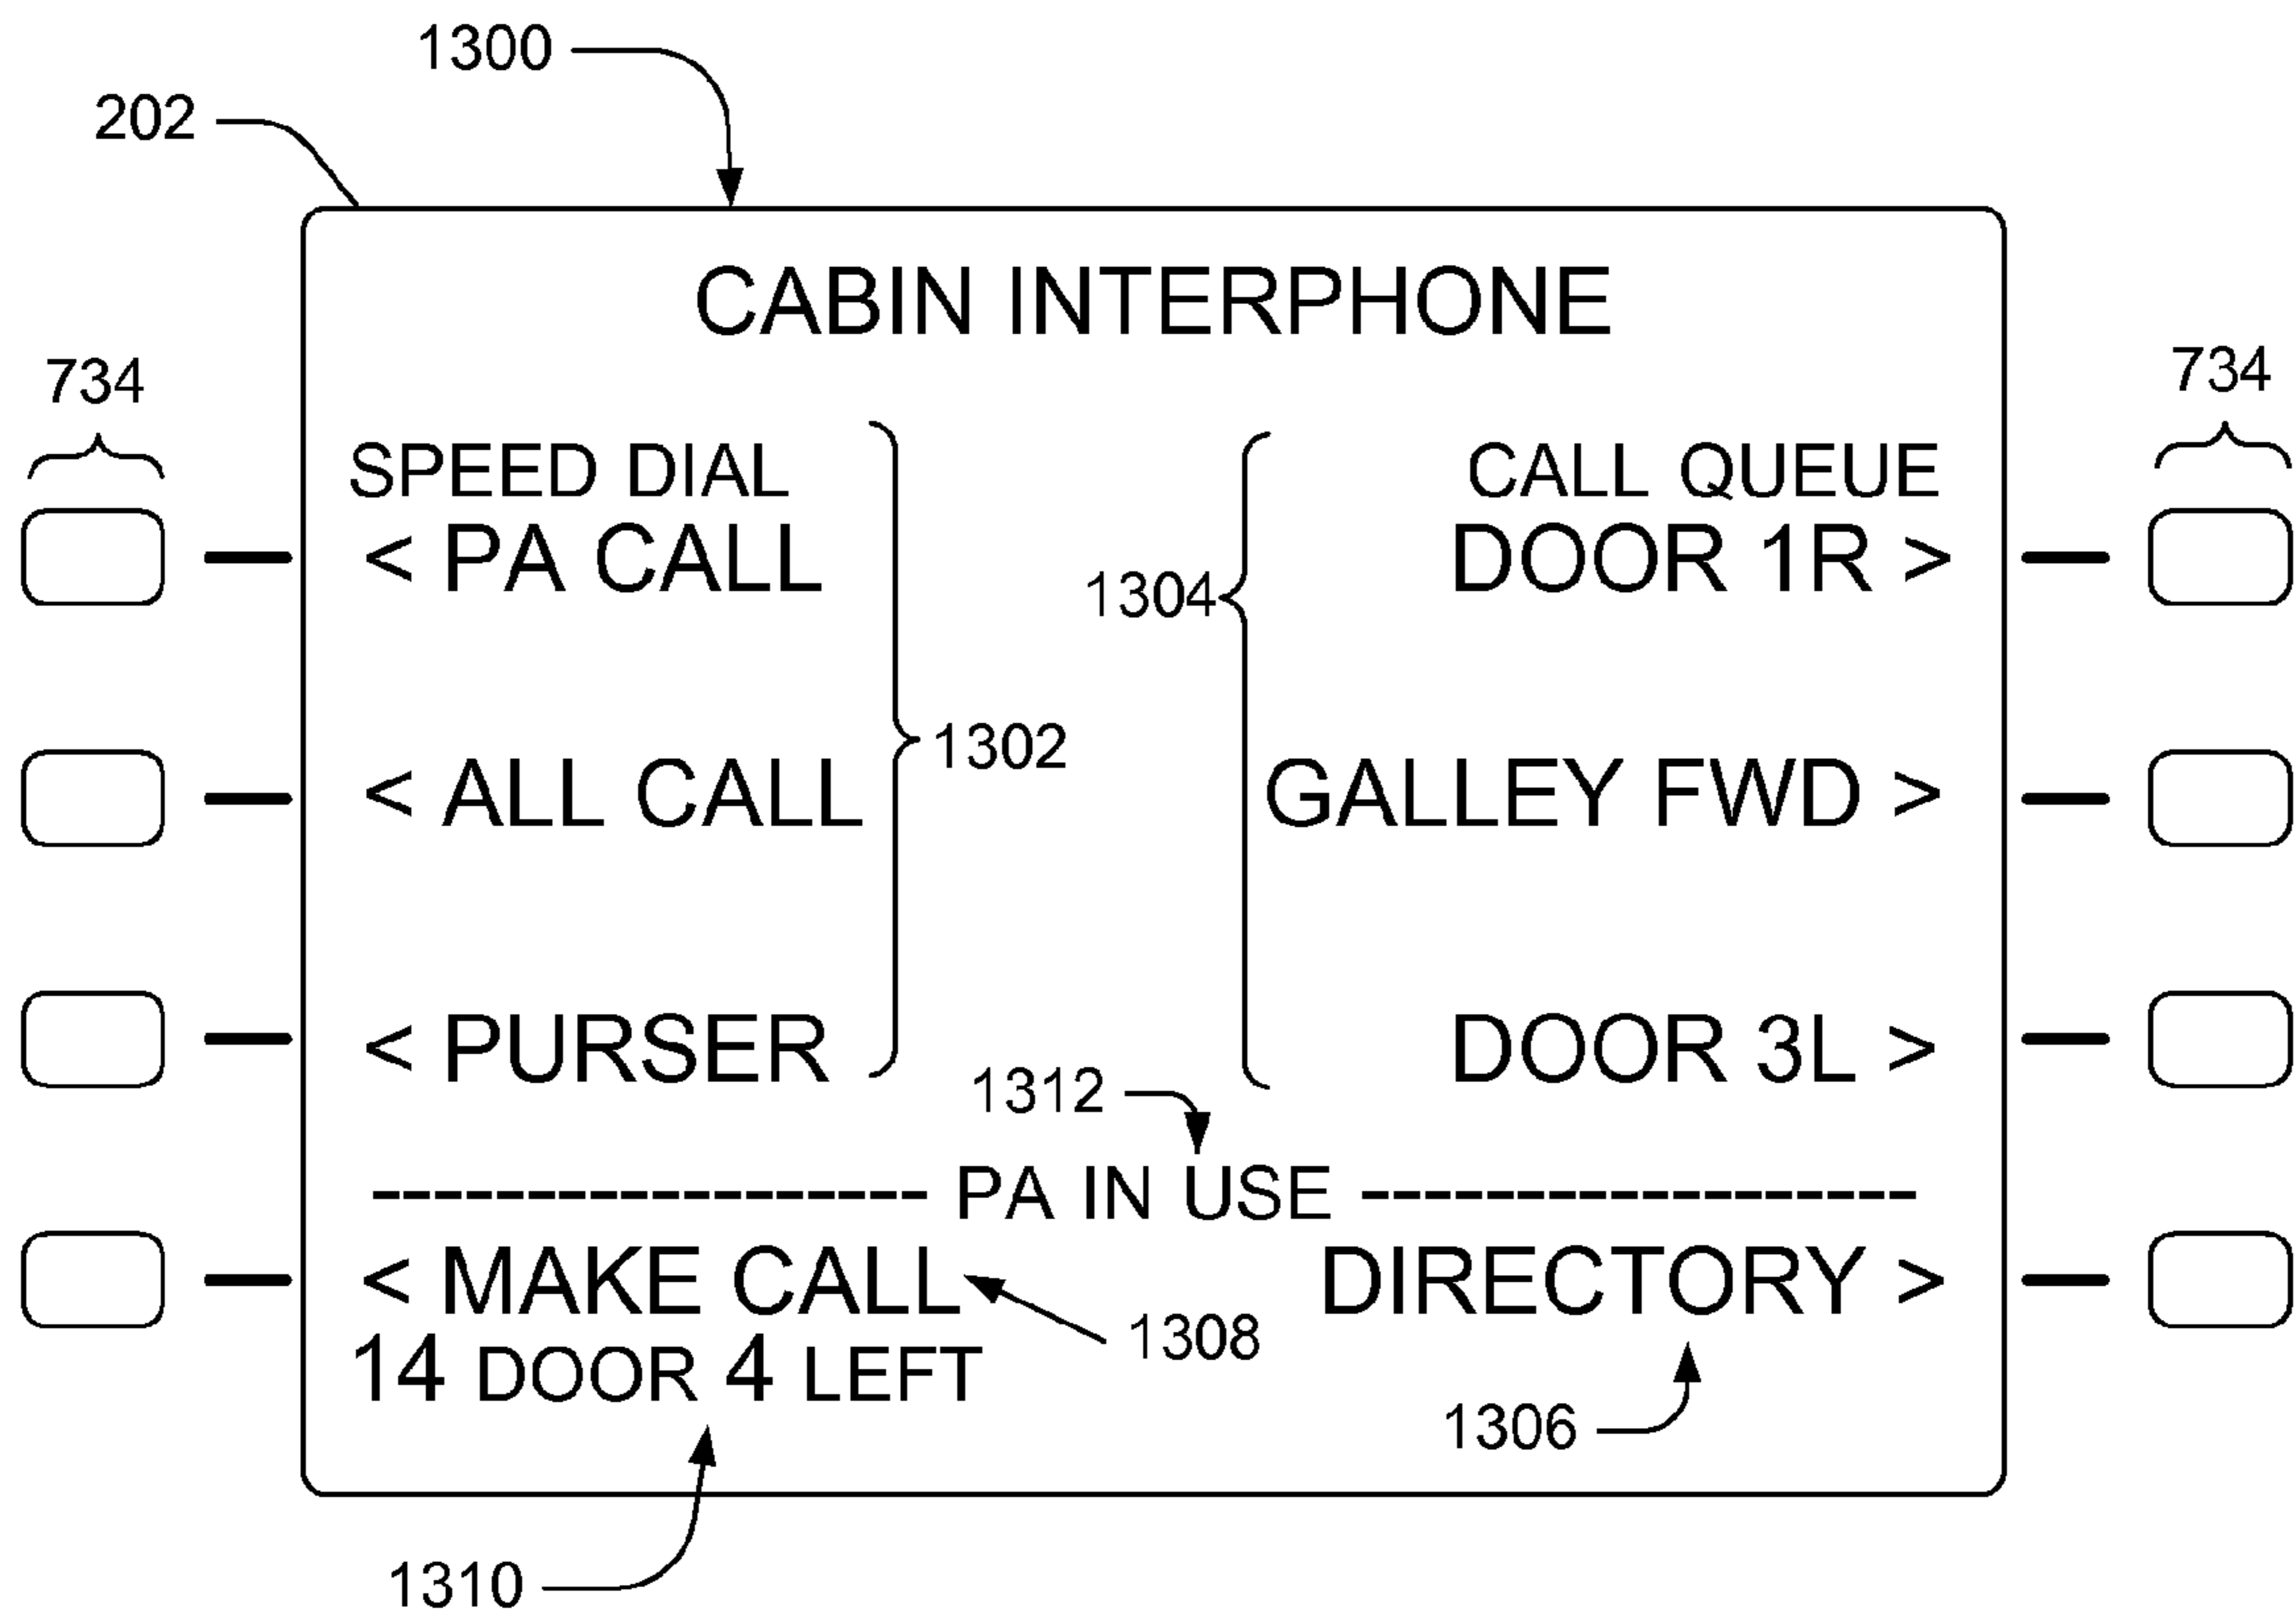 1300
202
CABIN INTERPHONE
734
734
SPEED DIAL
CALL QUEUE
< PA CALL
DOOR 1R >
1304
1302
< ALL CALL
GALLEY FWD >
< PURSER
DOOR 3L >
1312
---------------- PA IN USE ----------------
< MAKE CALL
DIRECTORY >
1308
14 DOOR 4 LEFT
1306
1310